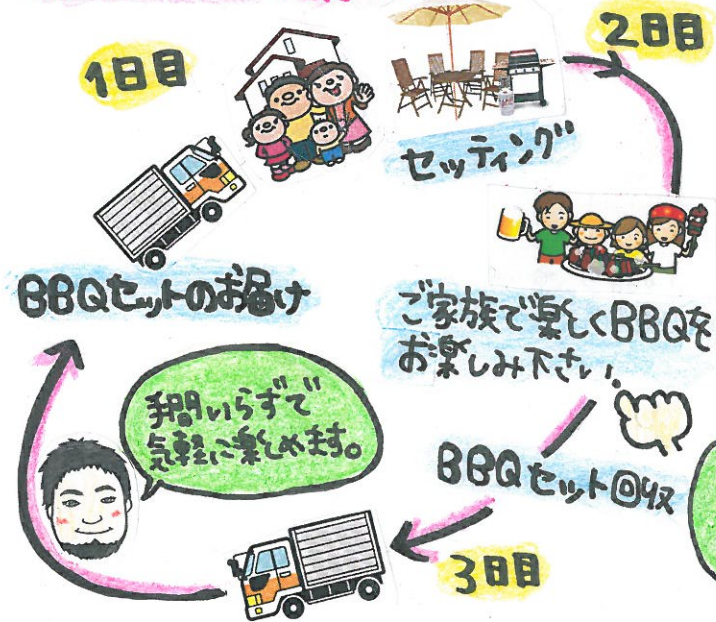 1日目
2日目
セッティング
BBQセットのお届け
ご家族で楽しくBBQを
お楽しみ下さい。
手間いらずで
気軽に楽しめます。
BBQセット回収
3日目